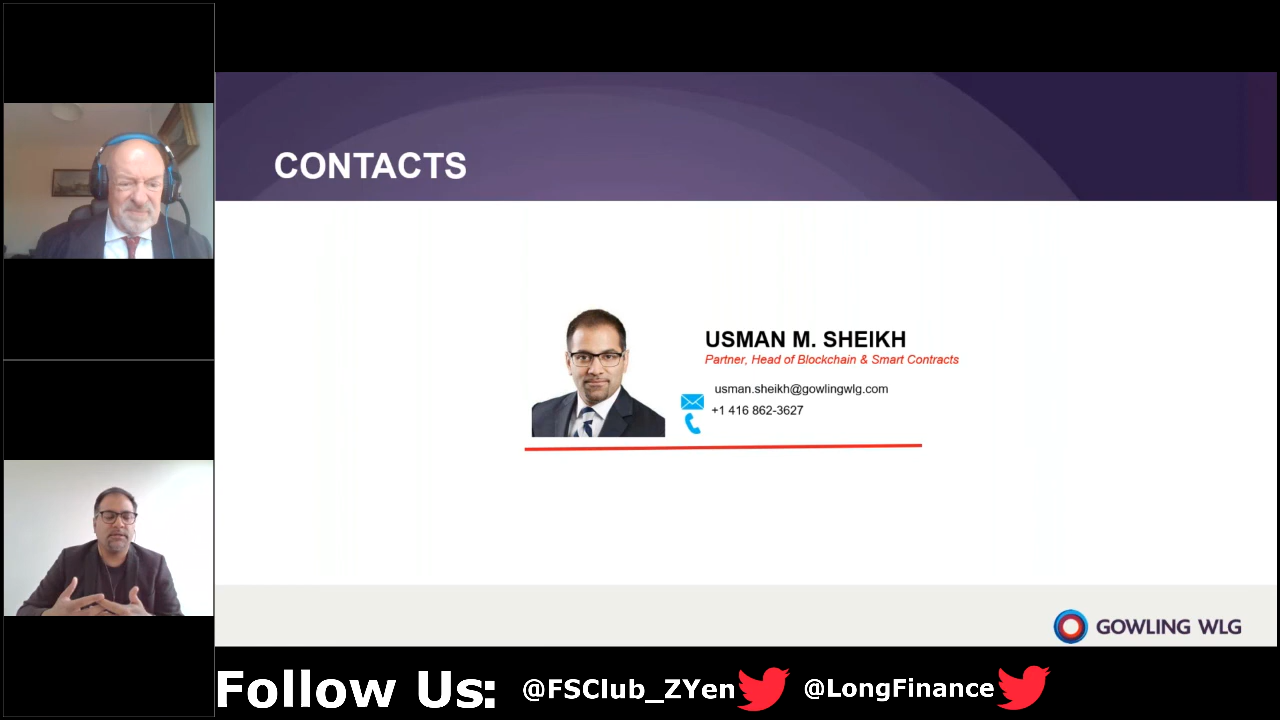 CONTACTS
USMAN M. SHEIKH
Partner, Head of Blockchain & Smart Contracts
usman.sheikh@gowlingwlg.com
+1 416 862-3627
GOWLING WLG
Follow Us: @FSClub_ZYen @LongFinance